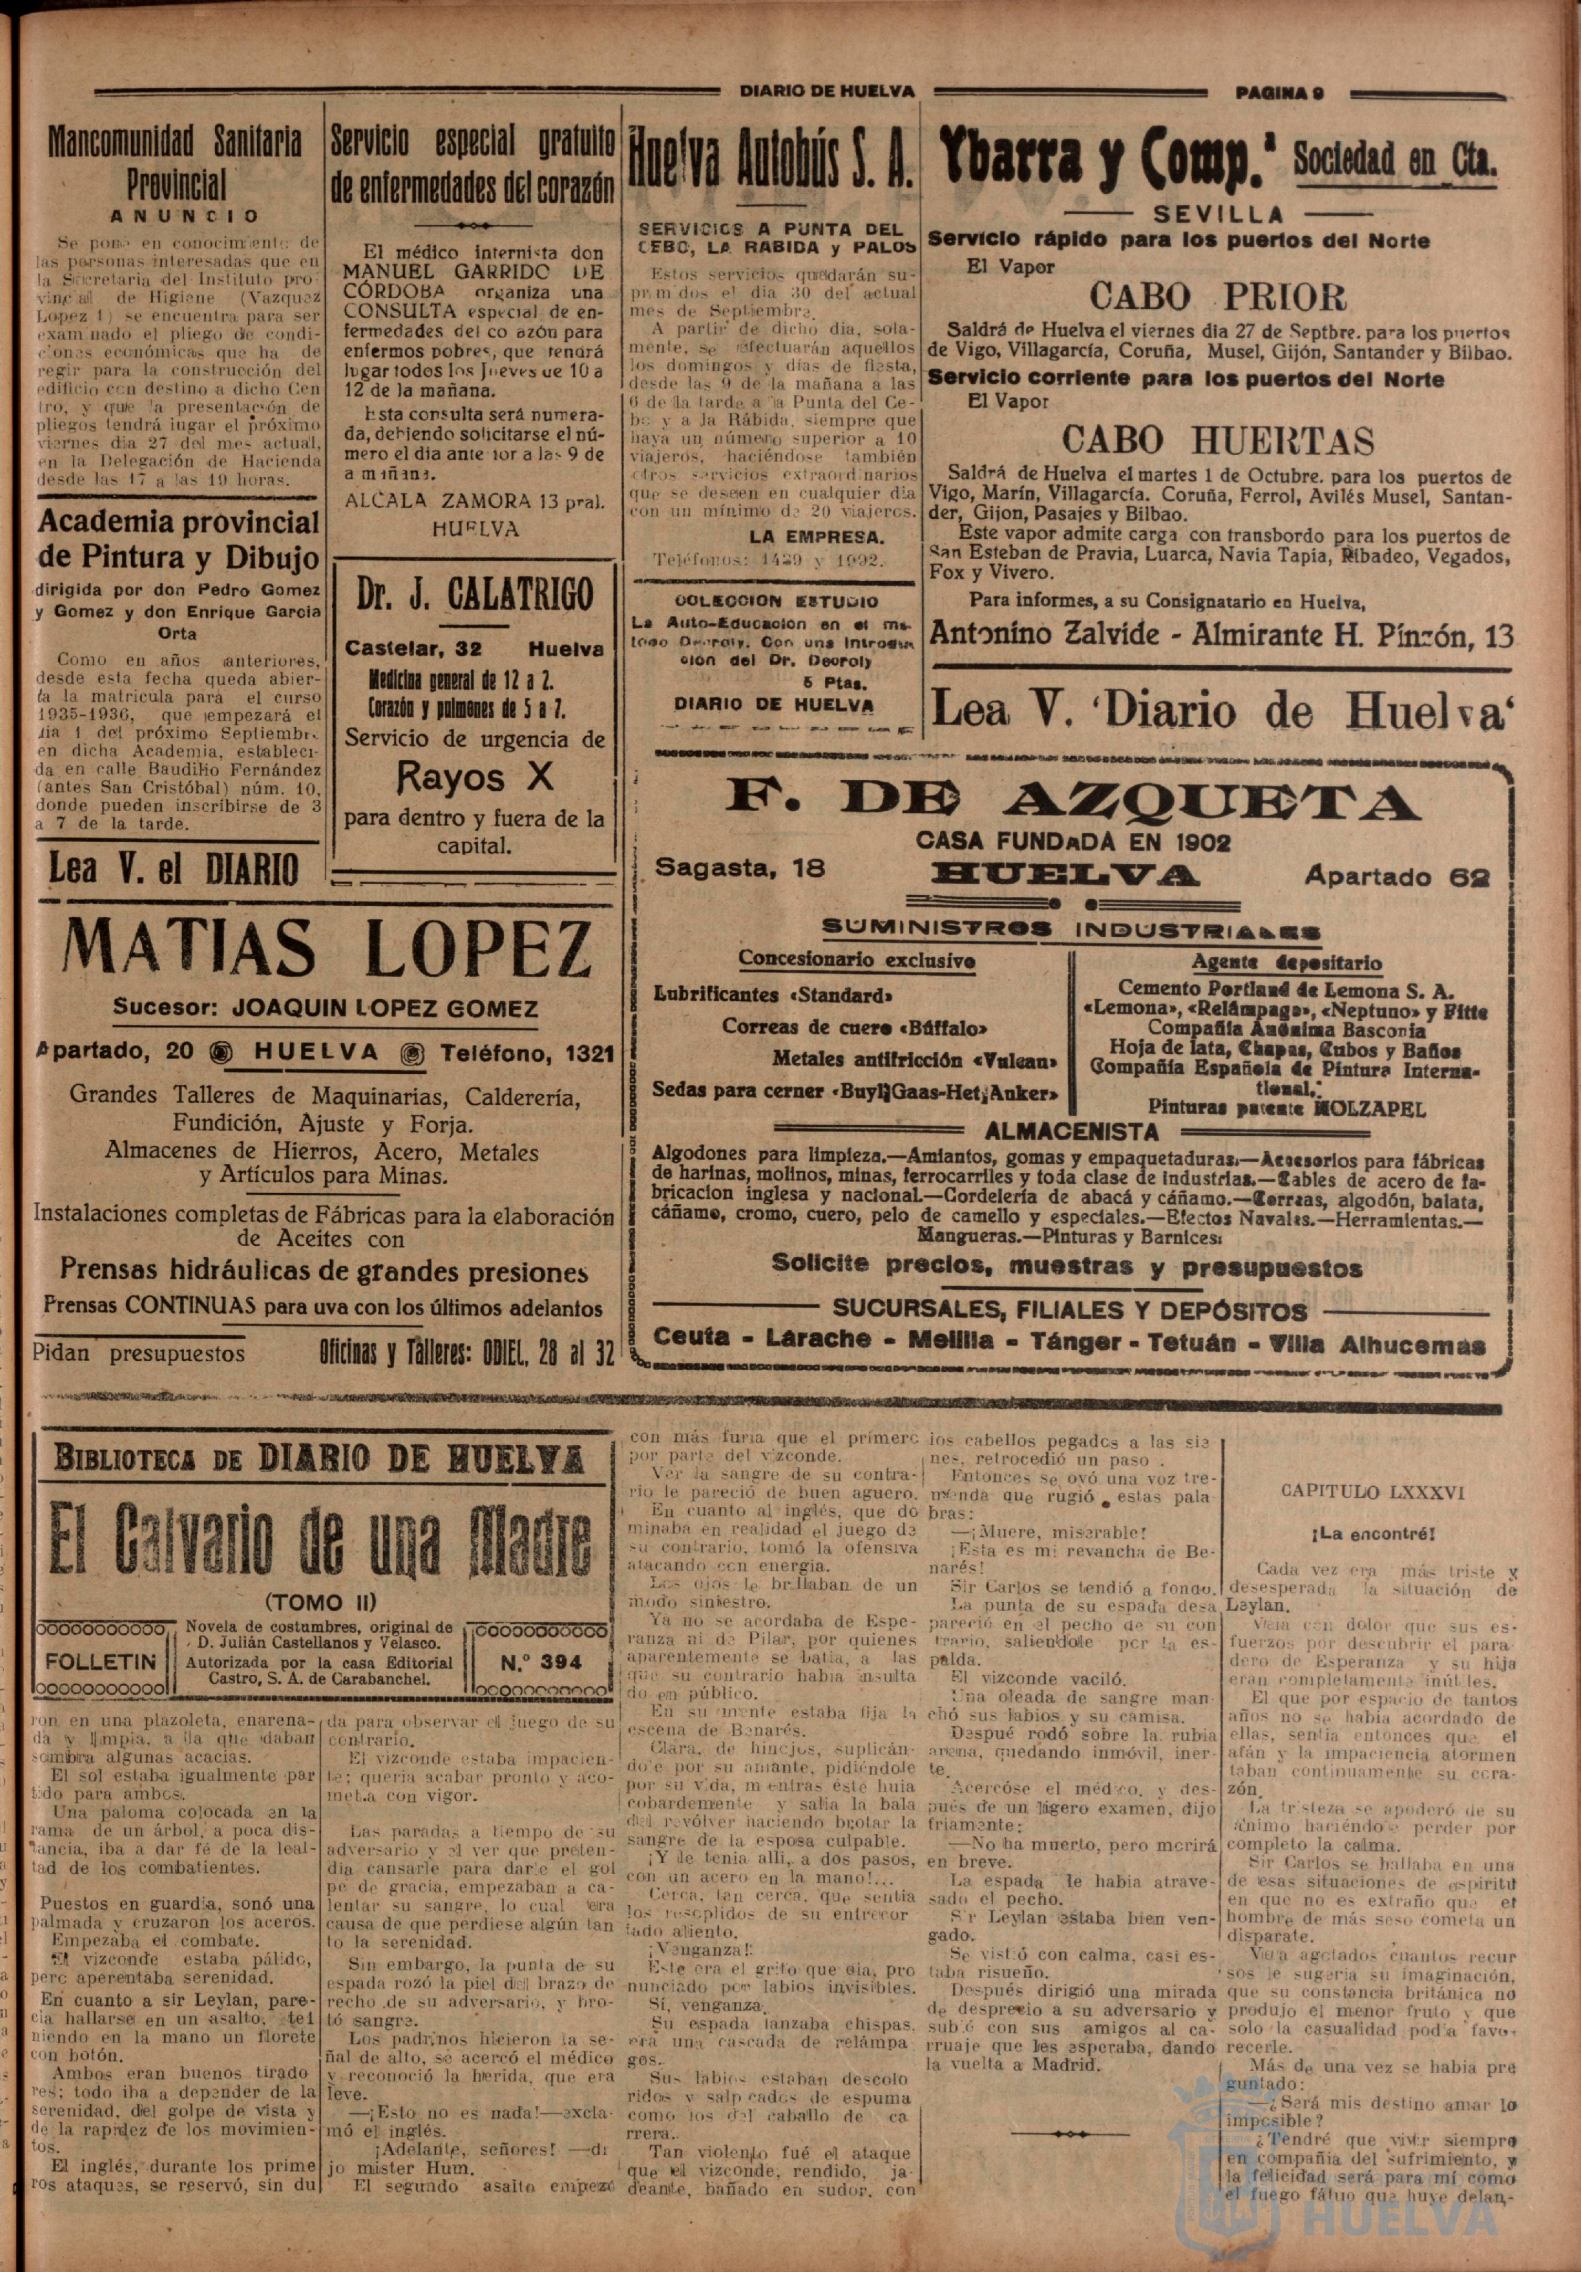 DIARIO DE HUELVA
PAGINA 9
Mancomunidad Sanitaria
Provincial
ANUNCIO
Se pone en conocimiento de
las personas interesadas que en
la Secretaria del Instituto pro-
vincial de Higiene (Vazquez
Lopez 1) se encuentra para ser
examinado el pliego de condi-
ciones económicas que ha de
regir para la construcción del
edificio con destino a dicho Cen
tro, y que la presentación de
pliegos tendrá lugar el próximo
viernes dia 27 del mes actual,
en la Delegación de Hacienda
desde las 17 a las 19 horas.
Academia provincial
de Pintura y Dibujo
dirigida por don Pedro Gomez
y Gomez y don Enrique Garcia
Orta
Como en años anteriores,
desde esta fecha queda abier-
ta la matricula para el curso
1935-1936, que empezará el
dia 1 del próximo Septiembre
en dicha Academia, estableci-
da en calle Baudilio Fernández
(antes San Cristóbal) núm. 10,
donde pueden inscribirse de 3
a 7 de la tarde.
Lea V. el DIARIO
Servicio especial gratuito
de enfermedades del corazón
El médico internista don
MANUEL GARRIDO DE
CÓRDOBA organiza una
CONSULTA especial de en-
fermedades del co azón para
enfermos pobres, que tendrá
lugar todos los jueves de 10 a
12 de la mañana.
Esta consulta será numera-
da, debiendo solicitarse el nú-
mero el dia anterior a las 9 de
a mañana.
ALCALA ZAMORA 13 pral.
HUELVA
Dr. J. CALATRIGO
Castelar, 32 Huelva
Medicina general de 12 a 2.
Corazón y pulmones de 5 a 7.
Servicio de urgencia de
Rayos X
para dentro y fuera de la
capital.
Huelva Autobús S. A.
SERVICIOS A PUNTA DEL
CEBO, LA RABIDA y PALOS
Estos servicios quedarán su-
primidos el dia 30 del actual
mes de Septiembre.
A partir de dicho dia, sola-
mente, se efectuarán aquellos
los domingos y dias de fiesta,
desde las 9 de la mañana a las
6 de la tarde a la Punta del Ce-
bo y a la Rábida, siempre que
haya un número superior a 10
viajeros, haciéndose también
otros servicios extraordinarios
que se deseen en cualquier dia
con un mínimo de 20 viajeros.
LA EMPRESA.
Teléfonos: 1429 y 1092.
COLECCION ESTUDIO
La Auto-Educacion en el me-
todo Decroly. Con una Introduc
ción del Dr. Decroly
5 Ptas.
DIARIO DE HUELVA
Ybarra y Comp.ª Sociedad en Cta.
SEVILLA
Servicio rápido para los puertos del Norte
El Vapor
CABO PRIOR
Saldrá de Huelva el viernes dia 27 de Septbre. para los puertos
de Vigo, Villagarcía, Coruña, Musel, Gijón, Santander y Bilbao.
Servicio corriente para los puertos del Norte
El Vapor
CABO HUERTAS
Saldrá de Huelva el martes 1 de Octubre. para los puertos de
Vigo, Marín, Villagarcía. Coruña, Ferrol, Avilés Musel, Santan-
der, Gijon, Pasajes y Bilbao.
Este vapor admite carga con transbordo para los puertos de
San Esteban de Pravia, Luarca, Navia Tapia, Ribadeo, Vegados,
Fox y Vivero.
Para informes, a su Consignatario en Huelva,
Antonino Zalvide - Almirante H. Pinzón, 13
Lea V. 'Diario de Huelva'
MATIAS LOPEZ
Sucesor: JOAQUIN LOPEZ GOMEZ
Apartado, 20 HUELVA Teléfono, 1321
Grandes Talleres de Maquinarias, Calderería,
Fundición, Ajuste y Forja.
Almacenes de Hierros, Acero, Metales
y Artículos para Minas.
Instalaciones completas de Fábricas para la elaboración
de Aceites con
Prensas hidráulicas de grandes presiones
Prensas CONTINUAS para uva con los últimos adelantos
Pidan presupuestos Oficinas y Talleres: ODIEL, 28 al 32
F. DE AZQUETA
CASA FUNDADA EN 1902
Sagasta, 18 HUELVA Apartado 62
SUMINISTROS INDUSTRIALES
Concesionario exclusivo
Lubrificantes «Standard»
Correas de cuero «Búffalo»
Metales antifricción «Vulcan»
Sedas para cerner «Buyl Gaas-Het Anker»
Agente depositario
Cemento Portland de Lemona S. A.
«Lemona», «Relámpago», «Neptuno» y Fitte
Compañía Anónima Basconia
Hoja de lata, Chapas, Cubos y Baños
Compañía Española de Pintura Interna-
tional.
Pinturas patente HOLZAPEL
ALMACENISTA
Algodones para limpieza.—Amiantos, gomas y empaquetaduras.—Accesorios para fábricas
de harinas, molinos, minas, ferrocarriles y toda clase de industrias.—Cables de acero de fa-
bricacion inglesa y nacional.—Cordelería de abacá y cáñamo.—Correas, algodón, balata,
cáñamo, cromo, cuero, pelo de camello y especiales.—Efectos Navales.—Herramientas.—
Mangueras.—Pinturas y Barnices.
Solicite precios, muestras y presupuestos
SUCURSALES, FILIALES Y DEPÓSITOS
Ceuta - Larache - Melilla - Tánger - Tetuán - Villa Alhucemas
BIBLIOTECA DE DIARIO DE HUELVA
El Calvario de una Madre
(TOMO II)
FOLLETIN
Novela de costumbres, original de
D. Julián Castellanos y Velasco.
Autorizada por la casa Editorial
Castro, S. A. de Carabanchel.
N.º 394
ron en una plazoleta, enarena-
da y limpia, a la que daban
sombra algunas acacias.
El sol estaba igualmente par
tido para ambos.
Una paloma colocada en la
rama de un árbol, a poca dis-
tancia, iba a dar fé de la leal-
tad de los combatientes.
Puestos en guardia, sonó una
palmada y cruzaron los aceros.
Empezaba el combate.
El vizconde estaba pálido,
pero aperentaba serenidad.
En cuanto a sir Leylan, pare-
cia hallarse en un asalto, te
niendo en la mano un florete
con botón.
Ambos eran buenos tirado
res; todo iba a depender de la
serenidad, del golpe de vista y
de la rapidez de los movimien-
tos.
El inglés, durante los prime
ros ataques, se reservó, sin du
da para observar el juego de su
contrario.
El vizconde estaba impacien-
te; queria acabar pronto y aco-
metia con vigor.
Las paradas a tiempo de su
adversario y el ver que preten-
dia cansarle para darle el gol
pe de gracia, empezaban a ca-
lentar su sangre, lo cual era
causa de que perdiese algún tan
to la serenidad.
Sin embargo, la punta de su
espada rozó la piel del brazo de
recho de su adversario, y bro-
tó sangre.
Los padrinos hicieron la se-
ñal de alto, se acercó el médico
y reconoció la herida, que era
leve.
—¡Esto no es nada!—excla-
mó el inglés.
¡Adelante, señores! —di
jo mister Hum.
El segundo asalto empezó
con más furia que el primero
por parte del vizconde.
Ver la sangre de su contra-
rio le pareció de buen aguero.
En cuanto al inglés, que do
minaba en realidad el juego de
su contrario, tomó la ofensiva
atacando con energia.
Los ojos le brillaban de un
modo siniestro.
Ya no se acordaba de Espe-
ranza ni de Pilar, por quienes
aparentemente se batia, a las
que su contrario habia insulta
do en público.
En su mente estaba fija la
escena de Benarés.
Clara, de hinojos, suplicán-
dole por su amante, pidiéndole
por su vida, mientras éste huia
cobardemente y salia la bala
del revólver haciendo brotar la
sangre de la esposa culpable.
¡Y le tenia alli, a dos pasos,
con un acero en la mano!...
Cerca, tan cerca, que sentia
los resoplidos de su entrecor
tado aliento.
¡Venganza!
Este era el grito que oia, pro
nunciado por labios invisibles.
Sí, venganza.
Su espada lanzaba chispas,
era una cascada de relámpa
gos.
Sus labios estaban descolo
ridos y salpicados de espuma
como los del caballo de ca
rrera.
Tan violento fué el ataque
que el vizconde, rendido, ja-
deante, bañado en sudor, con
los cabellos pegados a las sie
nes, retrocedió un paso.
Entonces se oyó una voz tre-
menda que rugió estas pala
bras:
—¡Muere, miserable!
¡Esta es mi revancha de Be-
narés!
Sir Carlos se tendió a fondo.
La punta de su espada desa
pareció en el pecho de su con
trario, saliendole por la es-
palda.
El vizconde vaciló.
Una oleada de sangre man-
chó sus labios y su camisa.
Despué rodó sobre la rubia
arena, quedando inmóvil, iner-
te.
Acercóse el médico, y des-
pués de un ligero examen, dijo
friamente:
—No ha muerto, pero morirá
en breve.
La espada le habia atrave-
sado el pecho.
Sir Leylan estaba bien ven-
gado.
Se vistió con calma, casi es-
taba risueño.
Después dirigió una mirada
de desprecio a su adversario y
subió con sus amigos al ca-
rruaje que les esperaba, dando
la vuelta a Madrid.
CAPITULO LXXXVI
¡La encontré!
Cada vez era más triste y
desesperada la situación de
Leylan.
Veia con dolor que sus es-
fuerzos por descubrir el para
dero de Esperanza y su hija
eran completamente inútiles.
El que por espacio de tantos
años no se habia acordado de
ellas, sentia entonces que el
afán y la impaciencia atormen
taban continuamente su cora-
zón.
La tristeza se apoderó de su
ánimo haciéndole perder por
completo la calma.
Sir Carlos se hallaba en una
de esas situaciones de espiritu
en que no es extraño que el
hombre de más seso cometa un
disparate.
Veia agotados cuantos recur
sos le sugeria su imaginación,
que su constancia británica no
produjo el menor fruto y que
solo la casualidad podia favo-
recerle.
Más de una vez se habia pre
guntado:
—¿Será mis destino amar lo
imposible?
¿Tendré que vivir siempre
en compañia del sufrimiento, y
la felicidad será para mí como
el fuego fátuo que huye delan-
HUELVA